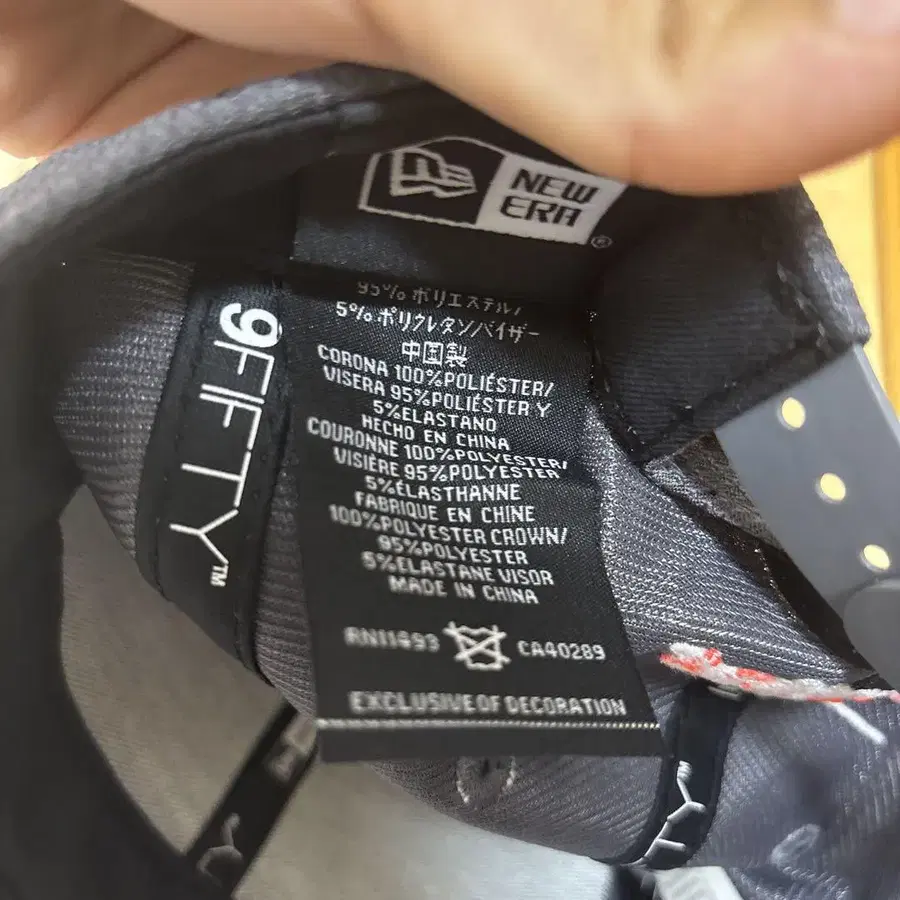 NEW
ERA
®
95% ポリエステル/
5% ポリウレタン/バイザー
中国製
CORONA 100%POLIÉSTER/
VISERA 95%POLIÉSTER Y
5%ELASTANO
HECHO EN CHINA
COURONNE 100%POLYESTER/
VISIÈRE 95%POLYESTER
5%ÉLASTHANNE
FABRIQUE EN CHINE
100%POLYESTER CROWN/
95%POLYESTER
5%ELASTANE VISOR
MADE IN CHINA
RN11493 CA40289
EXCLUSIVE OF DECORATION
9FIFTY™